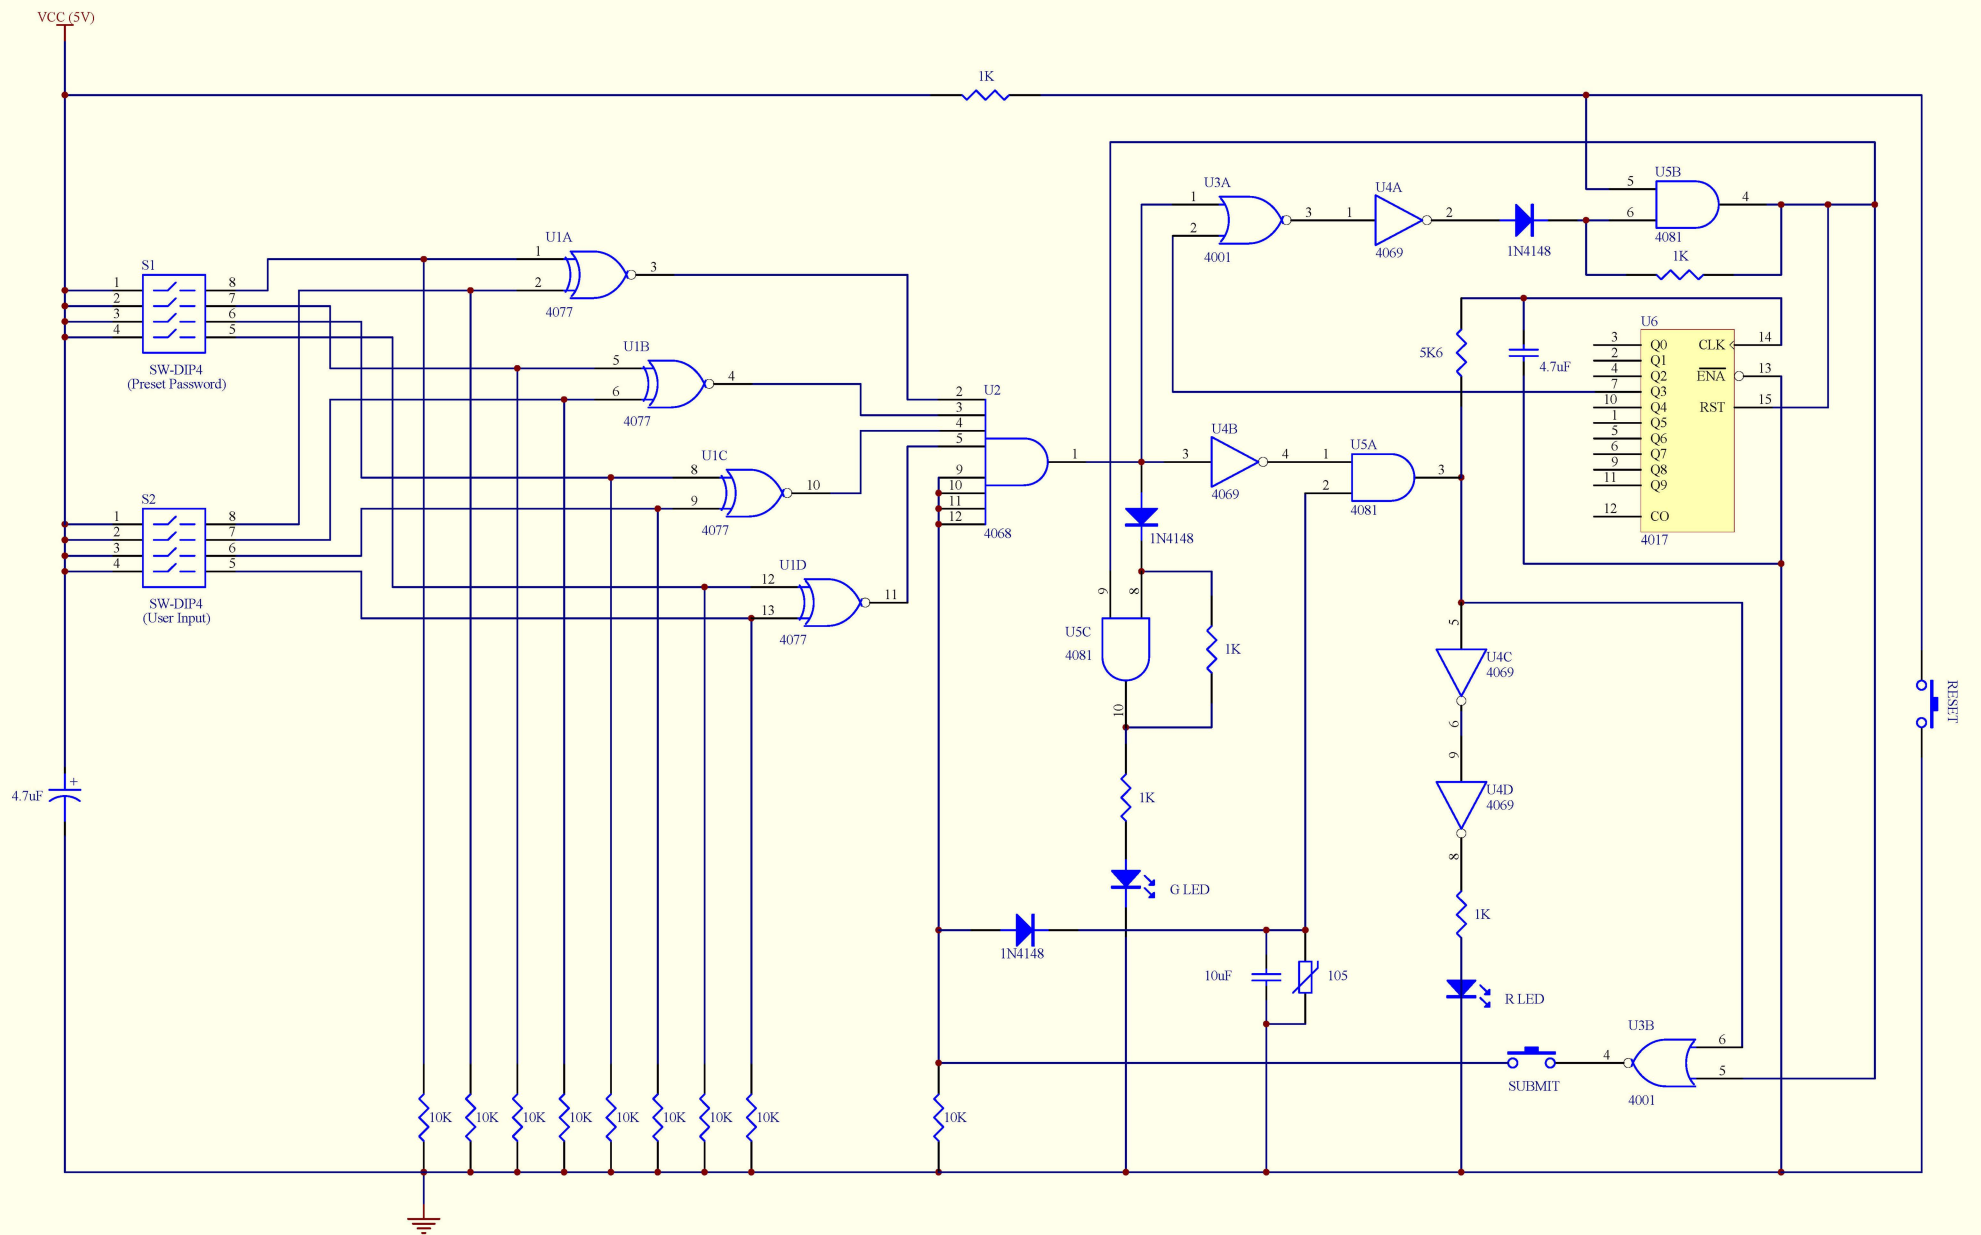 VCC (5V)
1K
S1
1
2
3
4
8
7
6
5
SW-DIP4
(Preset Password)
S2
1
2
3
4
8
7
6
5
SW-DIP4
(User Input)
4.7uF
+
U1A
1
2
3
4077
U1B
5
6
4
4077
U1C
8
9
10
4077
U1D
12
13
11
4077
U2
2
3
4
5
9
10
11
12
1
4068
U3A
1
2
3
4001
U4A
1
2
4069
1N4148
U5B
5
6
4
4081
1K
5K6
4.7uF
U6
3 Q0
2 Q1
4 Q2
7 Q3
10 Q4
1 Q5
5 Q6
6 Q7
9 Q8
11 Q9
12 CO
CLK 14
ENA 13
RST 15
4017
U4B
3
4
4069
U5A
1
2
3
4081
1N4148
9
8
U5C
4081
10
1K
1K
G LED
1N4148
10uF
105
5
U4C
4069
6
9
U4D
4069
8
1K
R LED
RESET
U3B
6
5
4
4001
SUBMIT
10K
10K
10K
10K
10K
10K
10K
10K
10K